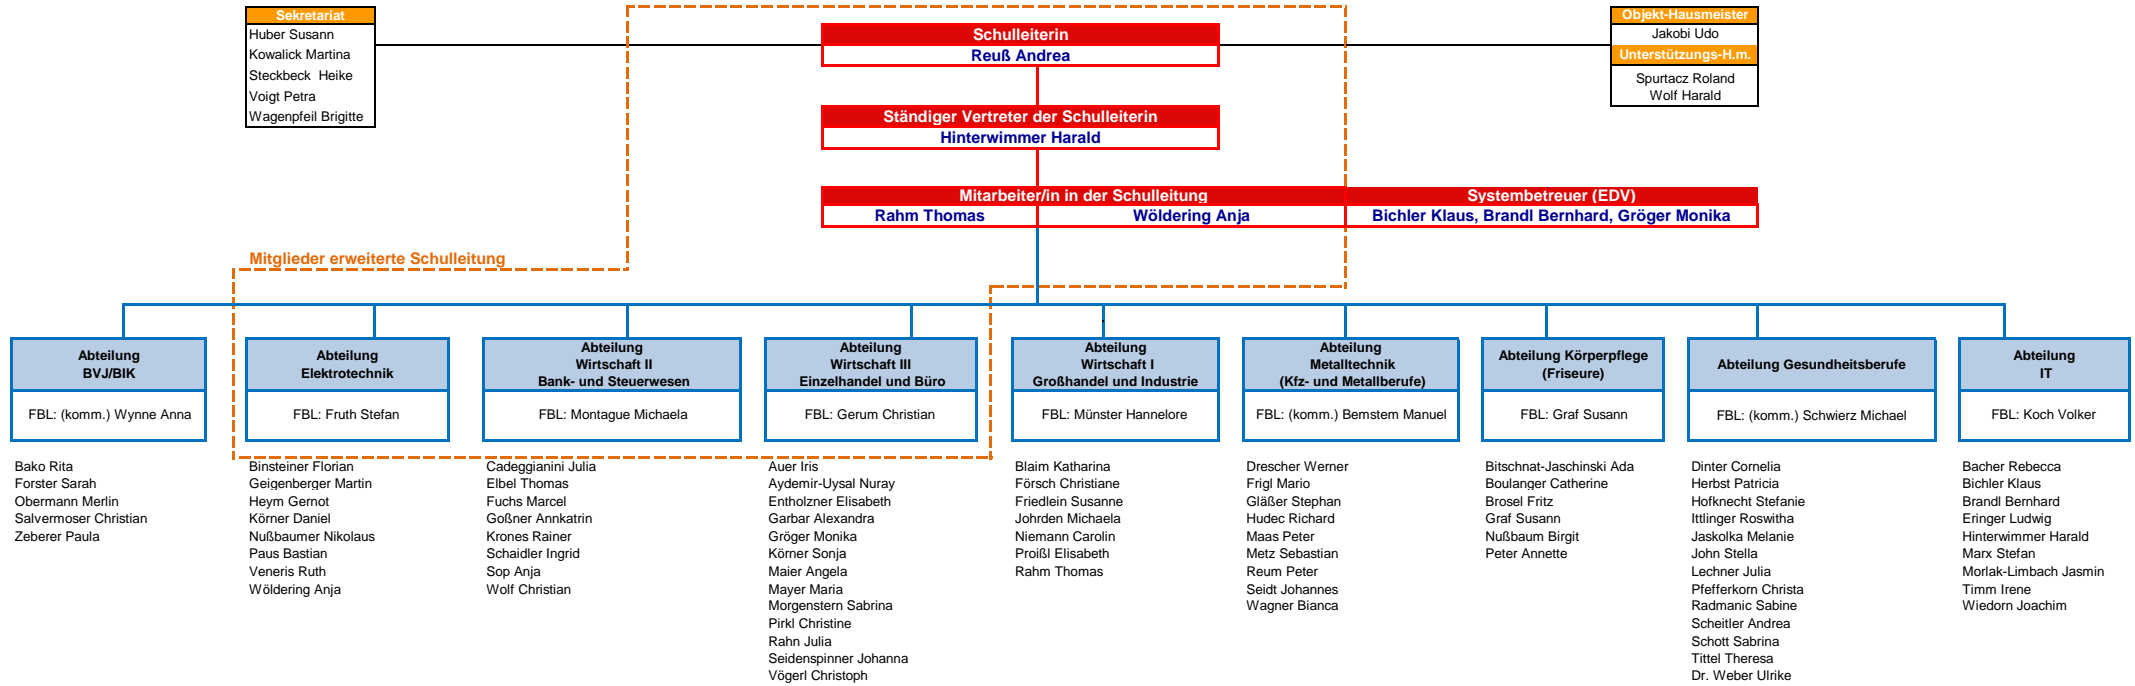 Sekretariat
Huber Susann
Kowalick Martina
Steckbeck  Heike
Voigt Petra
Wagenpfeil Brigitte
Schulleiterin
Reuß Andrea
Objekt-Hausmeister
Jakobi Udo
Unterstützungs-H.m.
Spurtacz Roland
Wolf Harald
Ständiger Vertreter der Schulleiterin
Hinterwimmer Harald
Mitarbeiter/in in der Schulleitung
Rahm Thomas
Wöldering Anja
Systembetreuer (EDV)
Bichler Klaus, Brandl Bernhard, Gröger Monika
Mitglieder erweiterte Schulleitung
Abteilung
BVJ/BIK
FBL: (komm.) Wynne Anna
Bako Rita
Forster Sarah
Obermann Merlin
Salvermoser Christian
Zeberer Paula
Abteilung
Elektrotechnik
FBL: Fruth Stefan
Binsteiner Florian
Geigenberger Martin
Heym Gernot
Körner Daniel
Nußbaumer Nikolaus
Paus Bastian
Veneris Ruth
Wöldering Anja
Abteilung
Wirtschaft II
Bank- und Steuerwesen
FBL: Montague Michaela
Cadeggianini Julia
Elbel Thomas
Fuchs Marcel
Goßner Annkatrin
Krones Rainer
Schaidler Ingrid
Sop Anja
Wolf Christian
Abteilung
Wirtschaft III
Einzelhandel und Büro
FBL: Gerum Christian
Auer Iris
Aydemir-Uysal Nuray
Entholzner Elisabeth
Garbar Alexandra
Gröger Monika
Körner Sonja
Maier Angela
Mayer Maria
Morgenstern Sabrina
Pirkl Christine
Rahn Julia
Seidenspinner Johanna
Vögerl Christoph
Abteilung
Wirtschaft I
Großhandel und Industrie
FBL: Münster Hannelore
Blaim Katharina
Försch Christiane
Friedlein Susanne
Johrden Michaela
Niemann Carolin
Proißl Elisabeth
Rahm Thomas
Abteilung
Metalltechnik
(Kfz- und Metallberufe)
FBL: (komm.) Bernstern Manuel
Drescher Werner
Frigl Mario
Gläßer Stephan
Hudec Richard
Maas Peter
Metz Sebastian
Reum Peter
Seidt Johannes
Wagner Bianca
Abteilung Körperpflege
(Friseure)
FBL: Graf Susann
Bitschnat-Jaschinski Ada
Boulanger Catherine
Brosel Fritz
Graf Susann
Nußbaum Birgit
Peter Annette
Abteilung Gesundheitsberufe
FBL: (komm.) Schwierz Michael
Dinter Cornelia
Herbst Patricia
Hofknecht Stefanie
Ittlinger Roswitha
Jaskolka Melanie
John Stella
Lechner Julia
Pfefferkorn Christa
Radmanic Sabine
Scheitler Andrea
Schott Sabrina
Tittel Theresa
Dr. Weber Ulrike
Abteilung
IT
FBL: Koch Volker
Bacher Rebecca
Bichler Klaus
Brandl Bernhard
Eringer Ludwig
Hinterwimmer Harald
Marx Stefan
Morlak-Limbach Jasmin
Timm Irene
Wiedorn Joachim